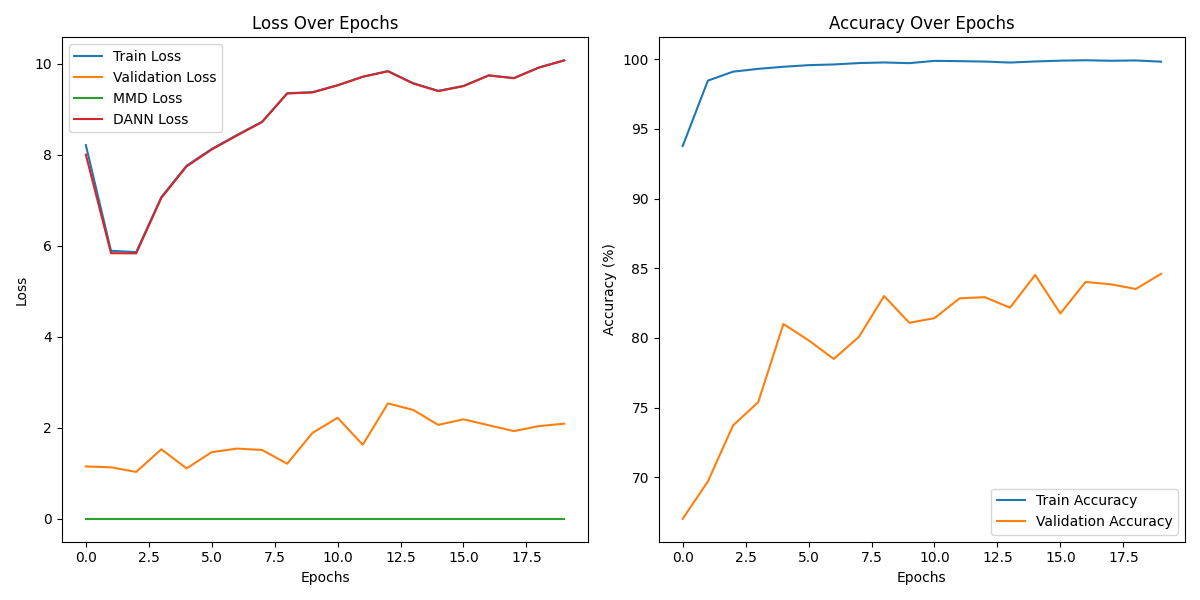 Loss Over Epochs
Train Loss
Validation Loss
MMD Loss
DANN Loss
10
8
6
4
2
0
Loss
0.0 2.5 5.0 7.5 10.0 12.5 15.0 17.5
Epochs
Accuracy Over Epochs
100
95
90
85
80
75
70
Accuracy (%)
Train Accuracy
Validation Accuracy
0.0 2.5 5.0 7.5 10.0 12.5 15.0 17.5
Epochs